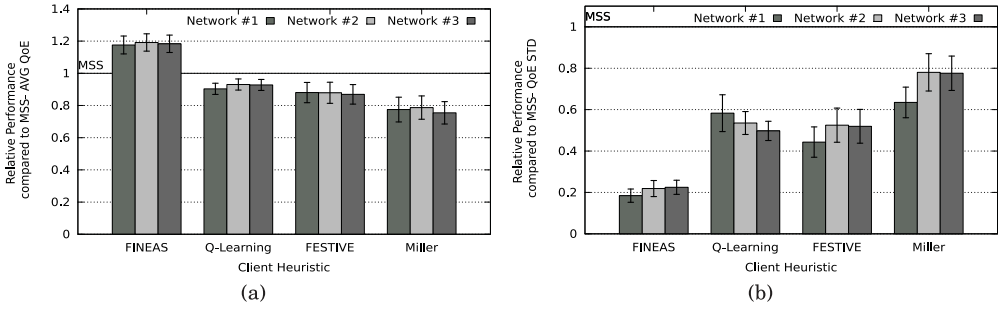 Relative Performance
compared to MSS- AVG QoE
1.4
1.2
1
0.8
0.6
0.4
0.2
0
MSS
Network #1
Network #2
Network #3
FINEAS
Q-Learning
FESTIVE
Miller
Client Heuristic
(a)
Relative Performance
compared to MSS- QoE STD
1
0.8
0.6
0.4
0.2
0
MSS
Network #1
Network #2
Network #3
FINEAS
Q-Learning
FESTIVE
Miller
Client Heuristic
(b)